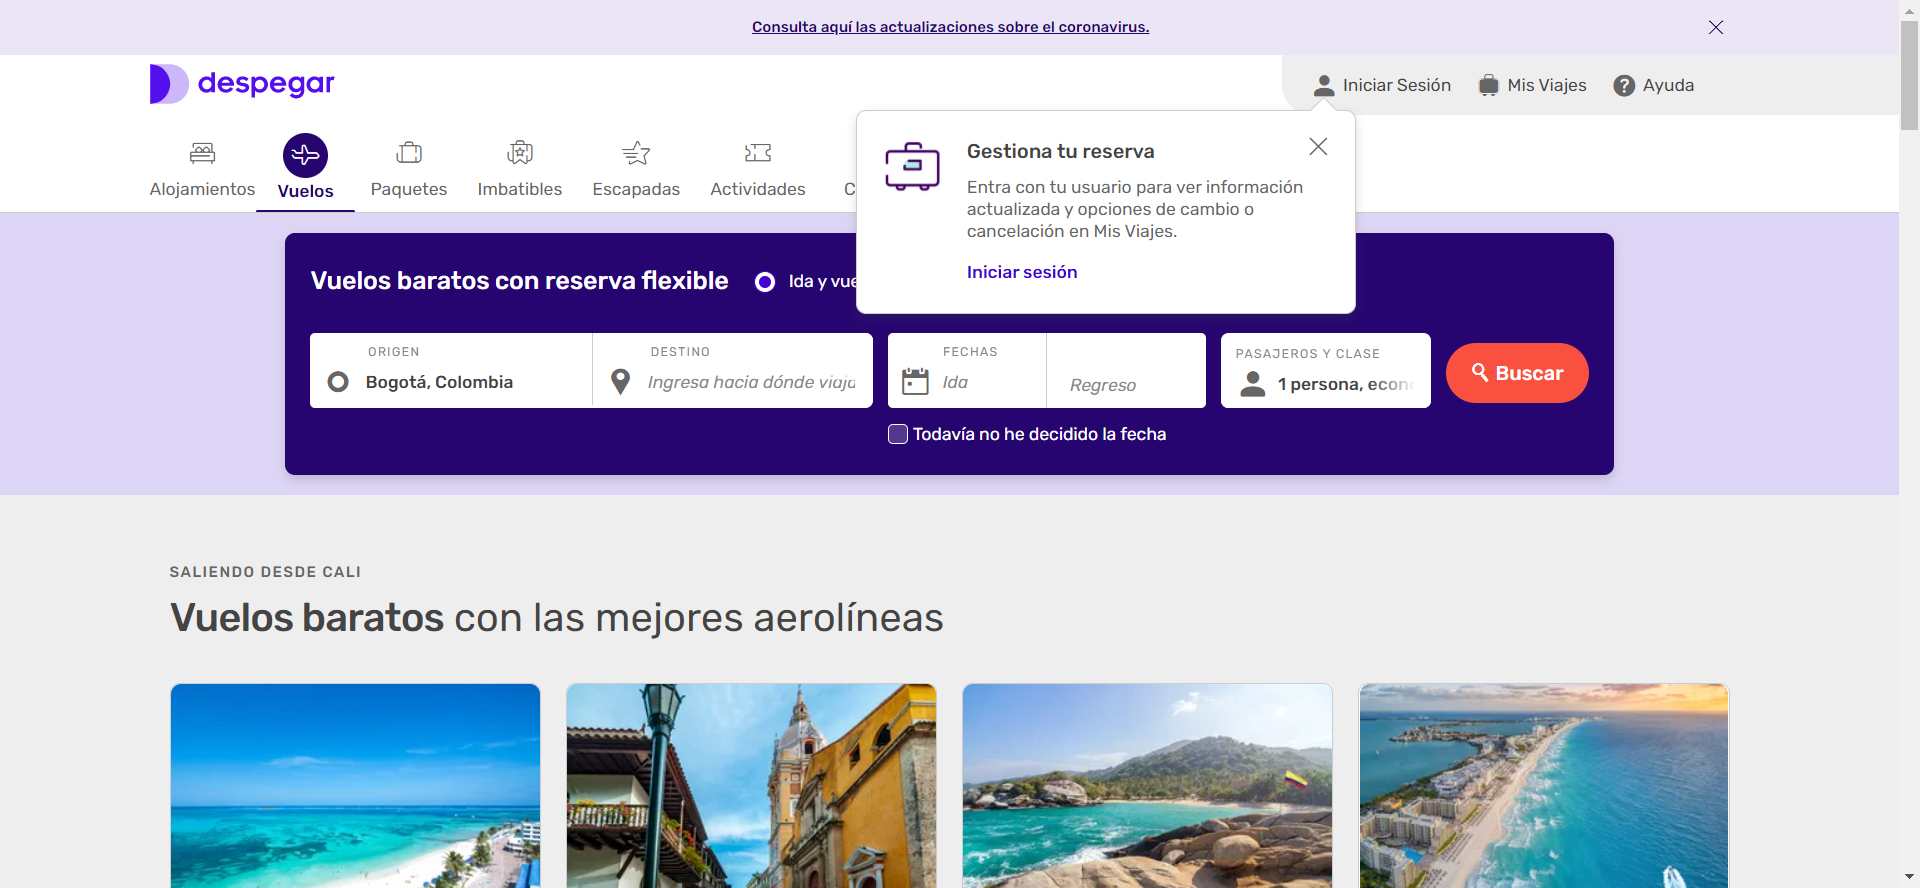 Consulta aquí las actualizaciones sobre el coronavirus.
despegar
Iniciar Sesión
Mis Viajes
Ayuda
Alojamientos
Vuelos
Paquetes
Imbatibles
Escapadas
Actividades
Gestiona tu reserva
Entra con tu usuario para ver información
actualizada y opciones de cambio o
cancelación en Mis Viajes.
Iniciar sesión
Vuelos baratos con reserva flexible
Ida y vue
ORIGEN
Bogotá, Colombia
DESTINO
Ingresa hacia dónde viaja
FECHAS
Ida
Regreso
PASAJEROS Y CLASE
1 persona, econ
Buscar
Todavía no he decidido la fecha
SALIENDO DESDE CALI
Vuelos baratos con las mejores aerolíneas